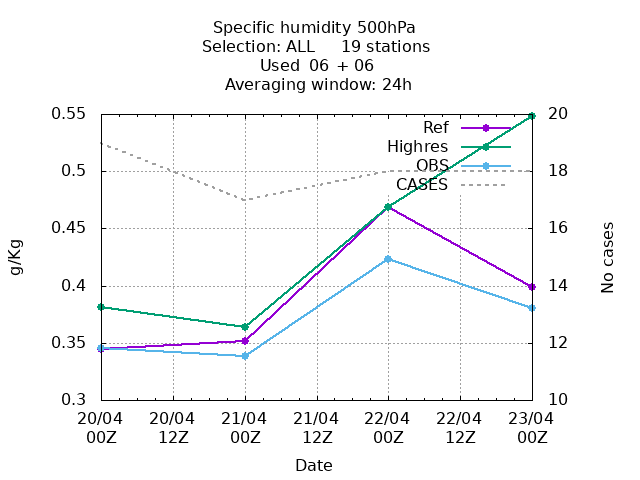 Specific humidity 500hPa
Selection: ALL 19 stations
Used 06 + 06
Averaging window: 24h
0.55
0.5
0.45
0.4
0.35
0.3
g/Kg
20
18
16
14
12
10
No cases
Ref
Highres
OBS
CASES
20/04 20/04 21/04 21/04 22/04 22/04 23/04
00Z 12Z 00Z 12Z 00Z 12Z 00Z
Date